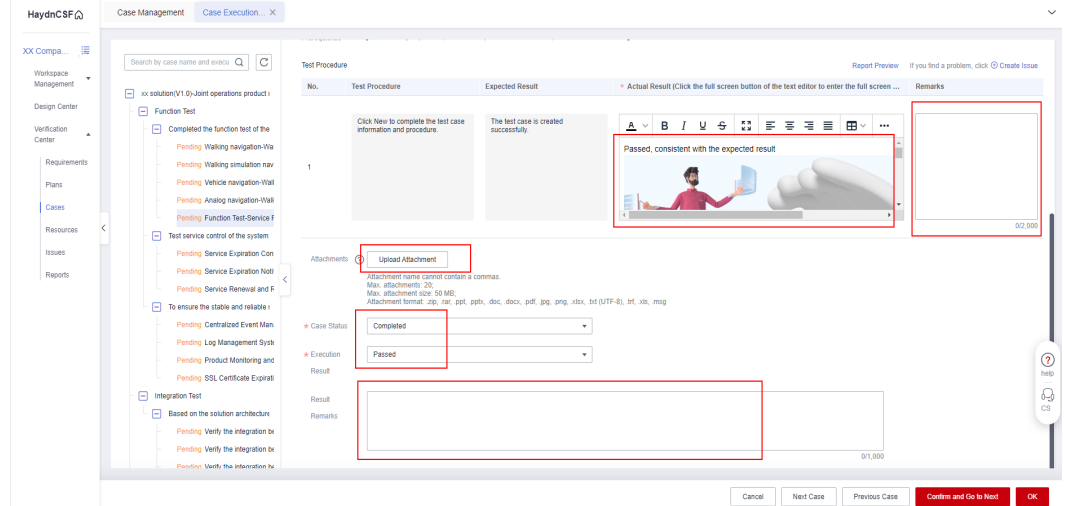 HaydnCSF
Case Management
Case Execution... ×
XX Compa...
Workspace
Management
Design Center
Verification
Center
Requirements
Plans
Cases
Resources
Issues
Reports
Search by case name and execu
xx solution(V1.0)-Joint operations product
Function Test
Completed the function test of the
Pending Walking navigation-Wa
Pending Walking simulation nav
Pending Vehicle navigation-Wall
Pending Analog navigation-Walk
Pending Function Test-Service F
Test service control of the system
Pending Service Expiration Con
Pending Service Expiration Noti
Pending Service Renewal and F
To ensure the stable and reliable
Pending Centralized Event Man
Pending Log Management Syst
Pending Product Monitoring and
Pending SSL Certificate Expirati
Integration Test
Based on the solution architecture
Pending Verify the integration be
Pending Verify the integration be
Pending Verify the integration be
Test Procedure
Report Preview
If you find a problem, click Create Issue
No.
Test Procedure
Expected Result
* Actual Result (Click the full screen button of the text editor to enter the full screen ...
Remarks
1
Click New to complete the test case
information and procedure.
The test case is created
successfully.
A B I U S
Passed, consistent with the expected result
0/2,000
Attachments
Upload Attachment
Attachment name cannot contain a commas.
Max. attachments: 20;
Max. attachment size: 50 MB;
Attachment format: .zip, .rar, .ppt, .pptx, .doc, .docx, .pdf, .jpg, .png, .xlsx, .txt (UTF-8), .trf, .xls, .msg
* Case Status
Completed
* Execution
Result
Passed
Result
Remarks
0/1,000
help
CS
Cancel
Next Case
Previous Case
Confirm and Go to Next
OK